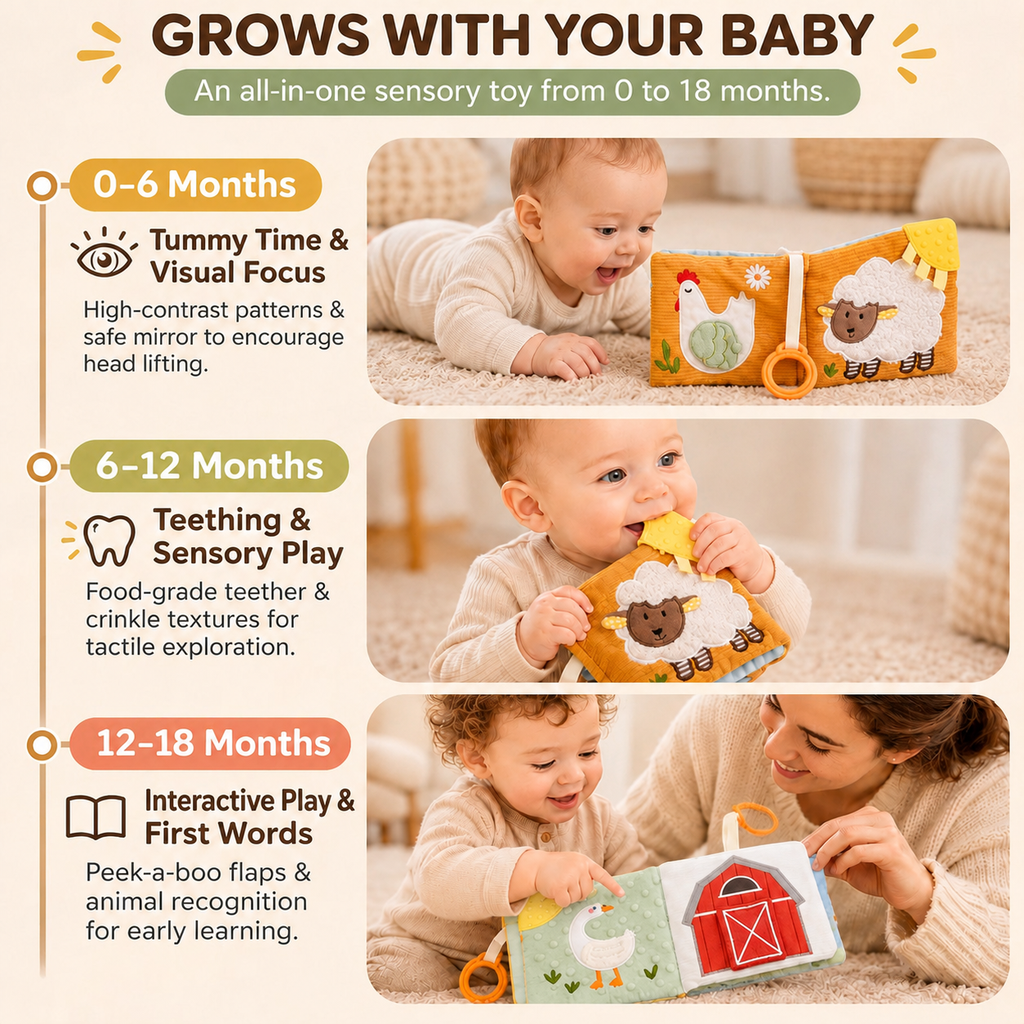 GROWS WITH YOUR BABY
An all-in-one sensory toy from 0 to 18 months.
0–6 Months
Tummy Time &
Visual Focus
High-contrast patterns &
safe mirror to encourage
head lifting.
6–12 Months
Teething &
Sensory Play
Food-grade teether &
crinkle textures for
tactile exploration.
12–18 Months
Interactive Play &
First Words
Peek-a-boo flaps &
animal recognition
for early learning.